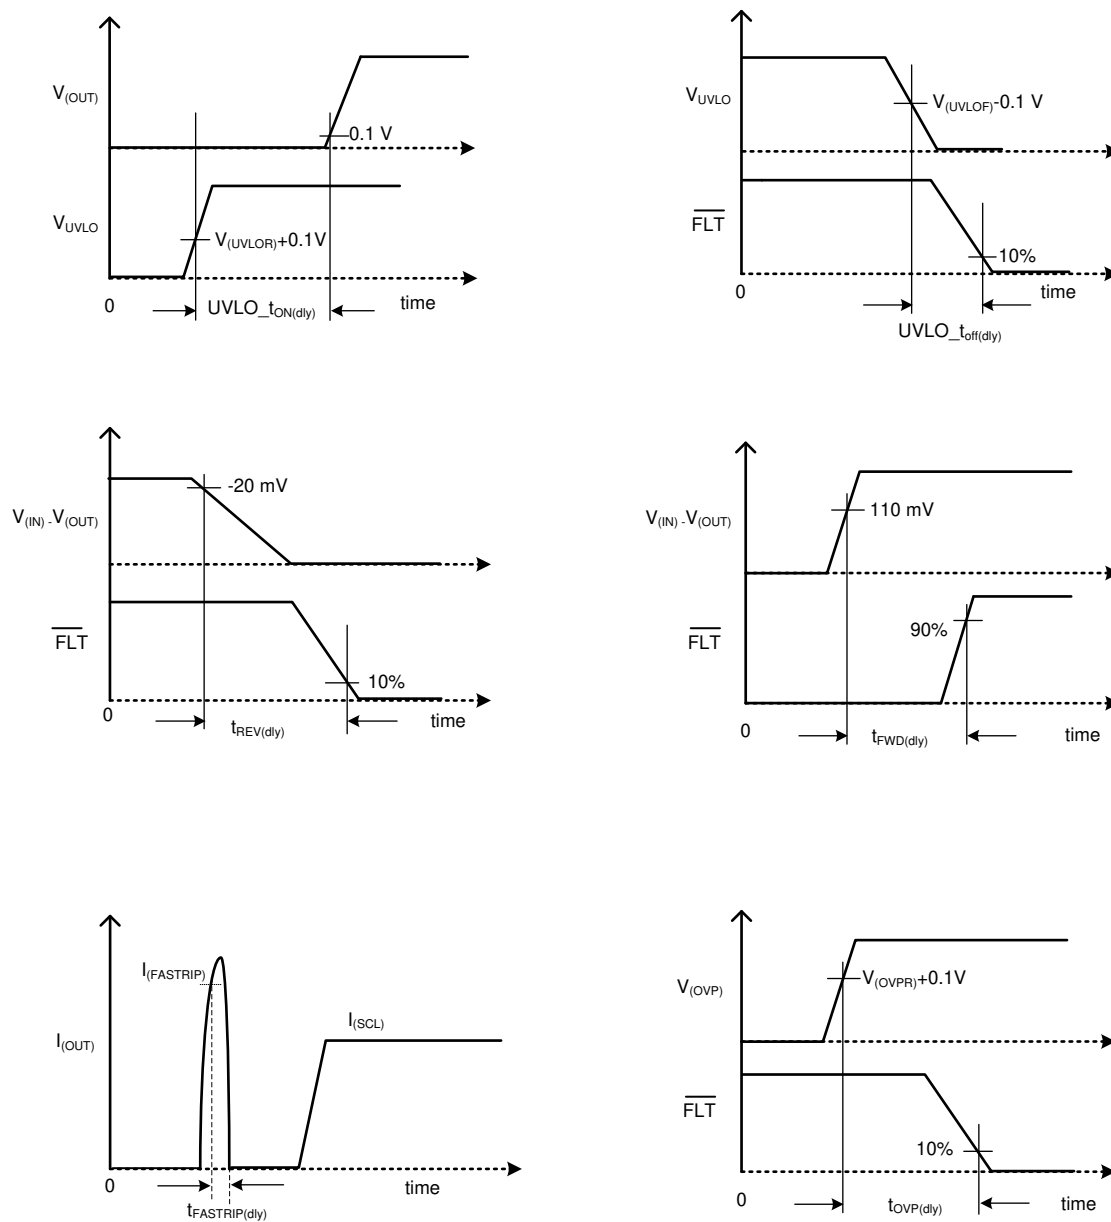 V(OUT)
0.1 V
VUVLO
V(UVLOR)+0.1V
0
UVLO_tON(dly)
time
VUVLO
V(UVLOF)-0.1 V
FLT
10%
0
time
UVLO_toff(dly)
-20 mV
V(IN) -V(OUT)
FLT
10%
0
tREV(dly)
time
V(IN) -V(OUT)
110 mV
90%
FLT
0
tFWD(dly)
time
I(FASTRIP)
I(SCL)
I(OUT)
0
time
tFASTRIP(dly)
V(OVP)
V(OVPR)+0.1V
FLT
10%
0
tOVP(dly)
time